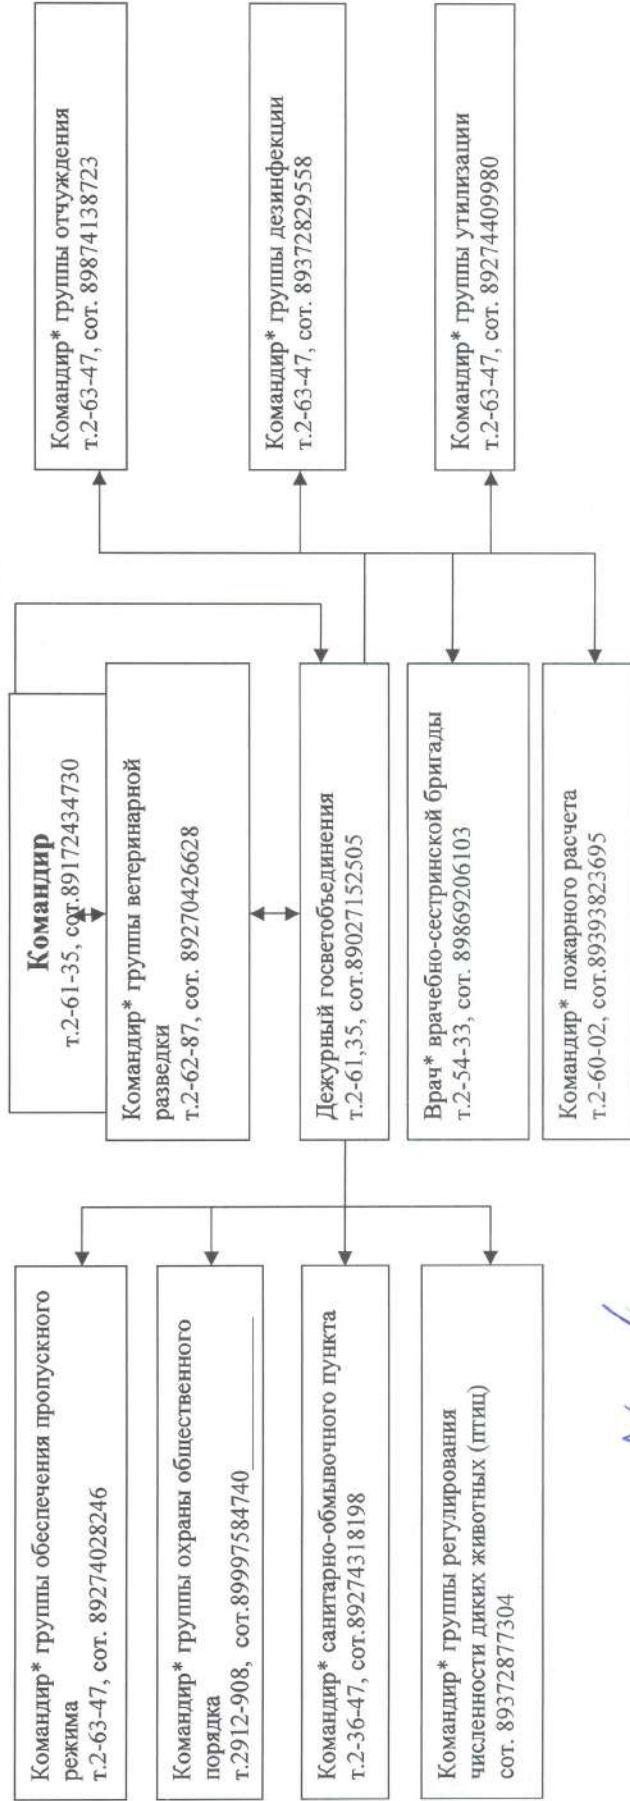 Командир
т.2-61-35, сот.89172434730
Командир* группы ветеринарной
разведки
т.2-62-87, сот. 89270426628
Дежурный госветобъединения
т.2-61,35, сот.89027152505
Врач* врачебно-сестринской бригады
т.2-54-33, сот. 89869206103
Командир* пожарного расчета
т.2-60-02, сот.89393823695
Командир* группы обеспечения пропускного
режима
т.2-63-47, сот. 89274028246
Командир* группы охраны общественного
порядка
т.2912-908, сот.89997584740
Командир* санитарно-обмывочного пункта
т.2-36-47, сот.89274318198
Командир* группы регулирования
численности диких животных (птиц)
сот. 89372877304
Командир* группы отчуждения
т.2-63-47, сот. 89874138723
Командир* группы дезинфекции
т.2-63-47, сот. 89372829558
Командир* группы утилизации
т.2-63-47, сот. 89274409980